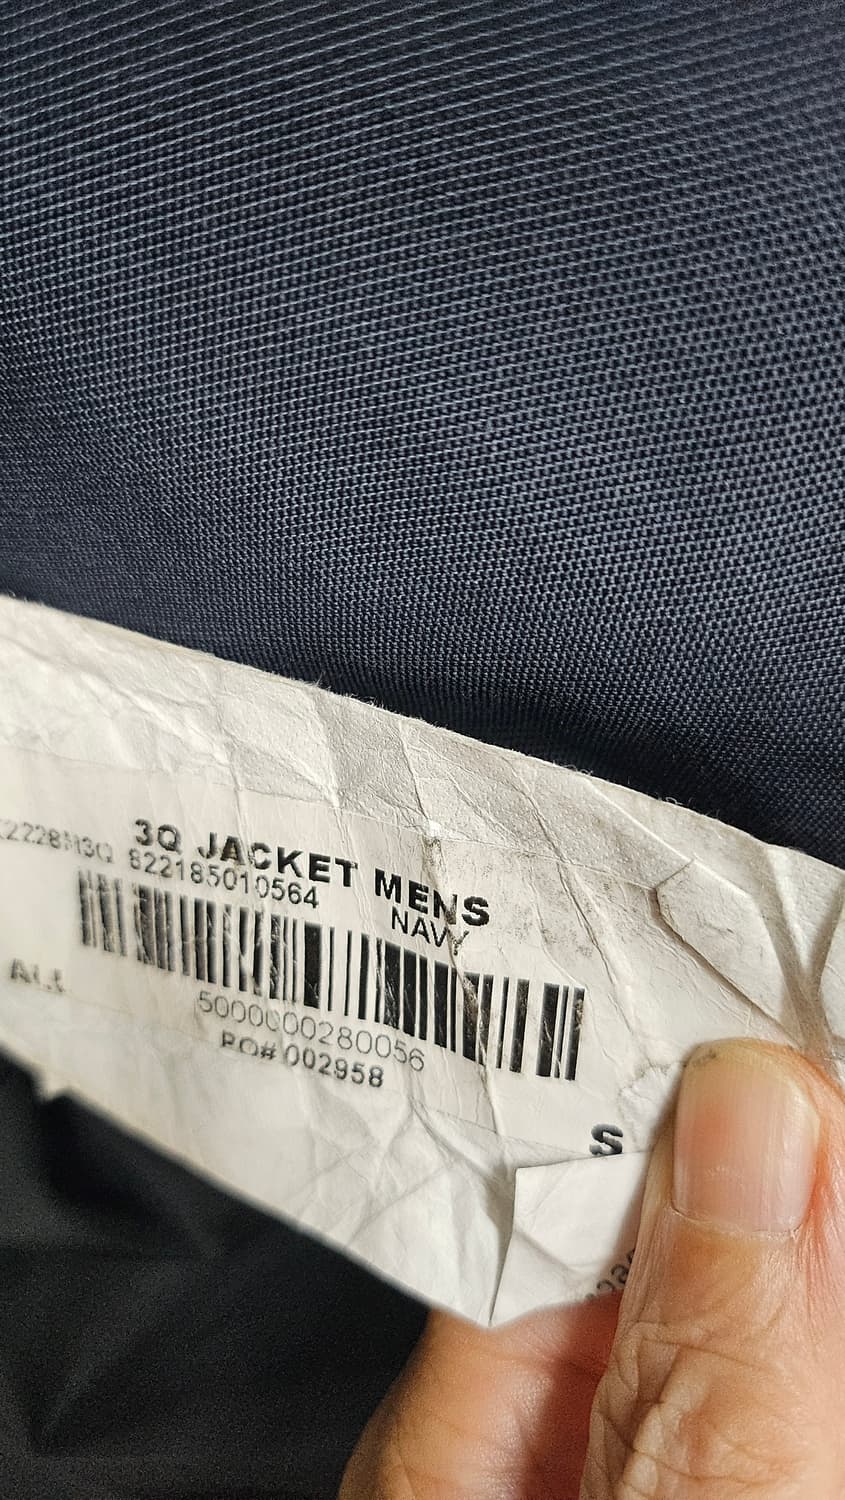 3Q JACKET MENS
822185010564
NAVY
5000000280056
PO# 002958
S